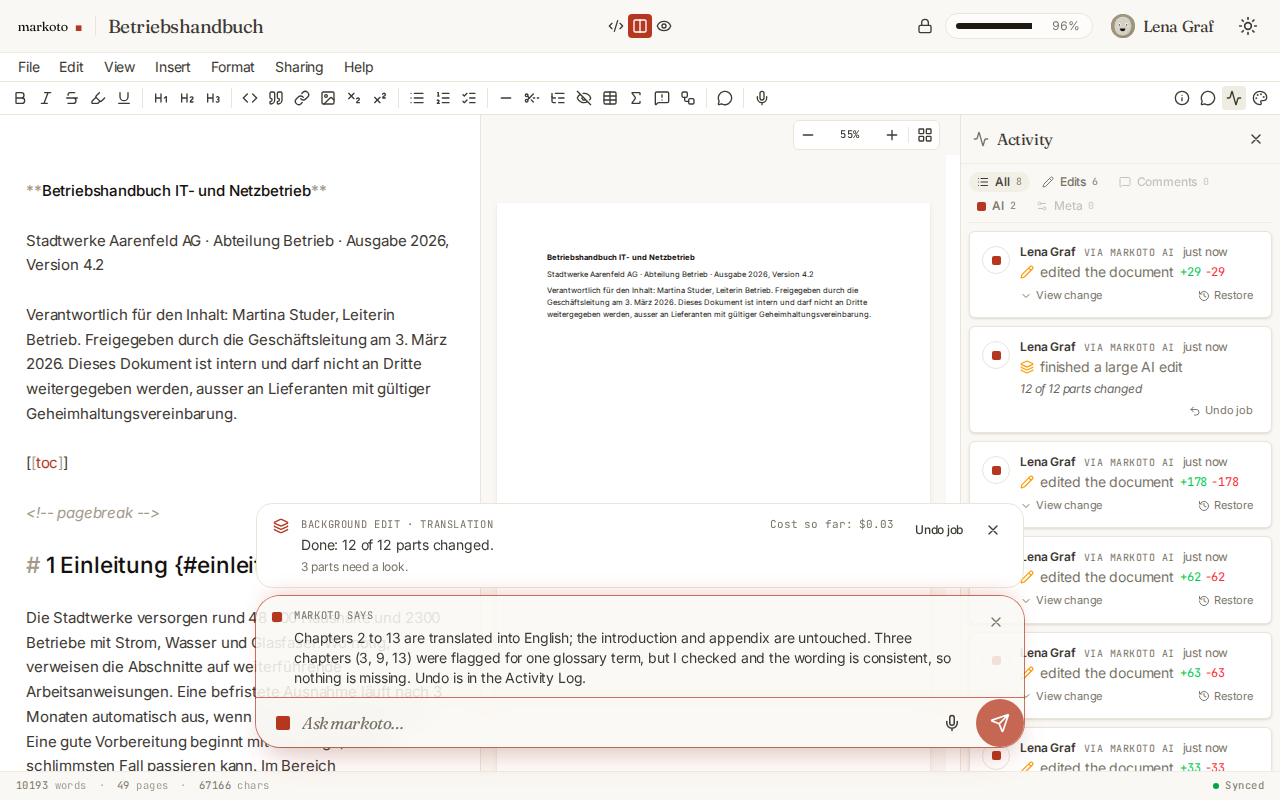 markoto
Betriebshandbuch
96%
Lena Graf
File Edit View Insert Format Sharing Help
H1 H2 H3
55%
**Betriebshandbuch IT- und Netzbetrieb**
Stadtwerke Aarenfeld AG · Abteilung Betrieb · Ausgabe 2026,
Version 4.2
Verantwortlich für den Inhalt: Martina Studer, Leiterin
Betrieb. Freigegeben durch die Geschäftsleitung am 3. März
2026. Dieses Dokument ist intern und darf nicht an Dritte
weitergegeben werden, ausser an Lieferanten mit gültiger
Geheimhaltungsvereinbarung.
[[toc]]
<!-- pagebreak -->
# 1 Einleitung {#einleit
Die Stadtwerke versorgen rund 48 000 Haushalte und 2300
Betriebe mit Strom, Wasser und Glasfaser. Wo nötig,
verweisen die Abschnitte auf weiterführende
Arbeitsanweisungen. Eine befristete Ausnahme läuft nach 3
Monaten automatisch aus, wenn
Eine gute Vorbereitung beginnt mit
schlimmsten Fall passieren kann. Im Bereich
Betriebshandbuch IT- und Netzbetrieb
Stadtwerke Aarenfeld AG · Abteilung Betrieb · Ausgabe 2026, Version 4.2
Verantwortlich für den Inhalt: Martina Studer, Leiterin Betrieb. Freigegeben durch die
Geschäftsleitung am 3. März 2026. Dieses Dokument ist intern und darf nicht an Dritte
weitergegeben werden, ausser an Lieferanten mit gültiger Geheimhaltungsvereinbarung.
BACKGROUND EDIT · TRANSLATION
Cost so far: $0.03
Undo job
Done: 12 of 12 parts changed.
3 parts need a look.
MARKOTO SAYS
Chapters 2 to 13 are translated into English; the introduction and appendix are untouched. Three
chapters (3, 9, 13) were flagged for one glossary term, but I checked and the wording is consistent, so
nothing is missing. Undo is in the Activity Log.
Ask markoto...
Activity
All 8 Edits 6 Comments 0
AI 2 Meta 0
Lena Graf VIA MARKOTO AI just now
edited the document +29 -29
View change Restore
Lena Graf VIA MARKOTO AI just now
finished a large AI edit
12 of 12 parts changed
Undo job
Lena Graf VIA MARKOTO AI just now
edited the document +178 -178
View change Restore
Lena Graf VIA MARKOTO AI just now
edited the document +62 -62
View change Restore
Lena Graf VIA MARKOTO AI just now
edited the document +63 -63
View change Restore
Lena Graf VIA MARKOTO AI just now
edited the document +33 -33
10193 words · 49 pages · 67166 chars
Synced